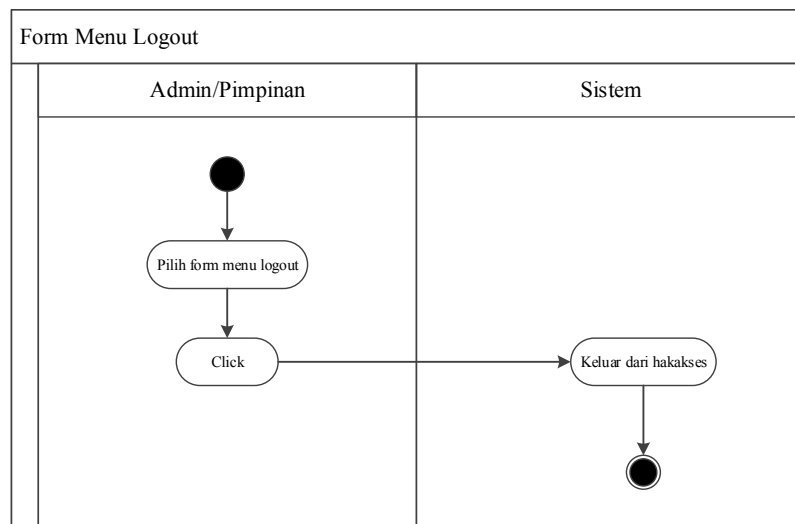 Form Menu Logout
Admin/Pimpinan
Sistem
Pilih form menu logout
Click
Keluar dari hakakses